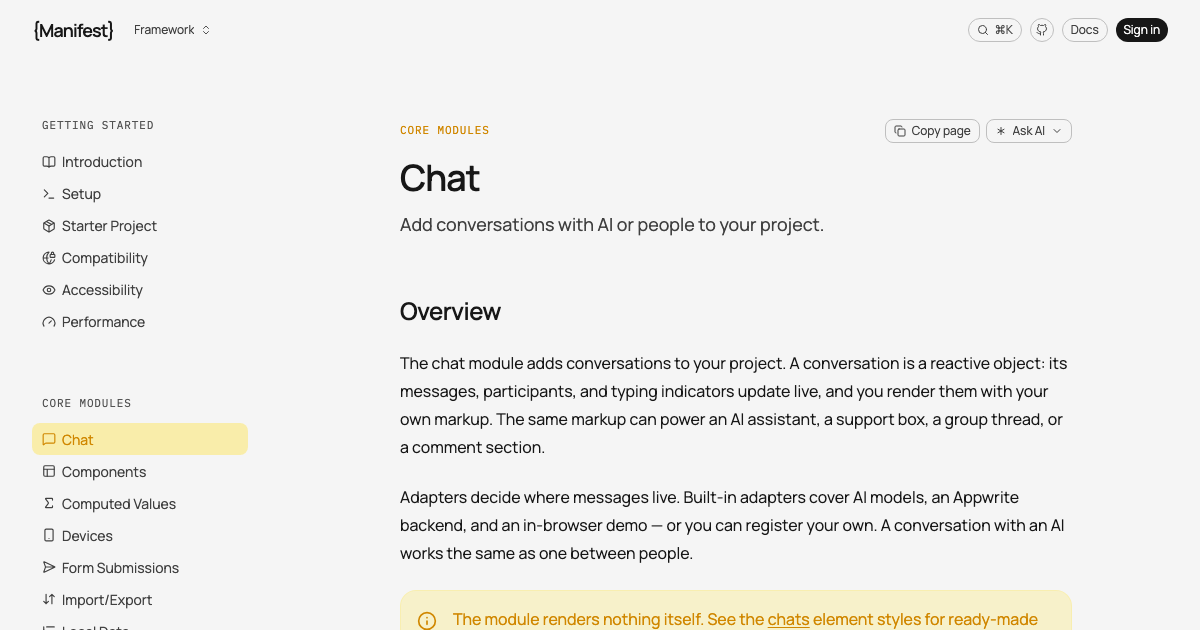 {Manifest}
Framework
⌘K
Docs
Sign in
GETTING STARTED
Introduction
Setup
Starter Project
Compatibility
Accessibility
Performance
CORE MODULES
Chat
Components
Computed Values
Devices
Form Submissions
Import/Export
Local Data
CORE MODULES
Copy page
Ask AI
Chat
Add conversations with AI or people to your project.
Overview
The chat module adds conversations to your project. A conversation is a reactive object: its
messages, participants, and typing indicators update live, and you render them with your
own markup. The same markup can power an AI assistant, a support box, a group thread, or
a comment section.
Adapters decide where messages live. Built-in adapters cover AI models, an Appwrite
backend, and an in-browser demo — or you can register your own. A conversation with an AI
works the same as one between people.
The module renders nothing itself. See the chats element styles for ready-made